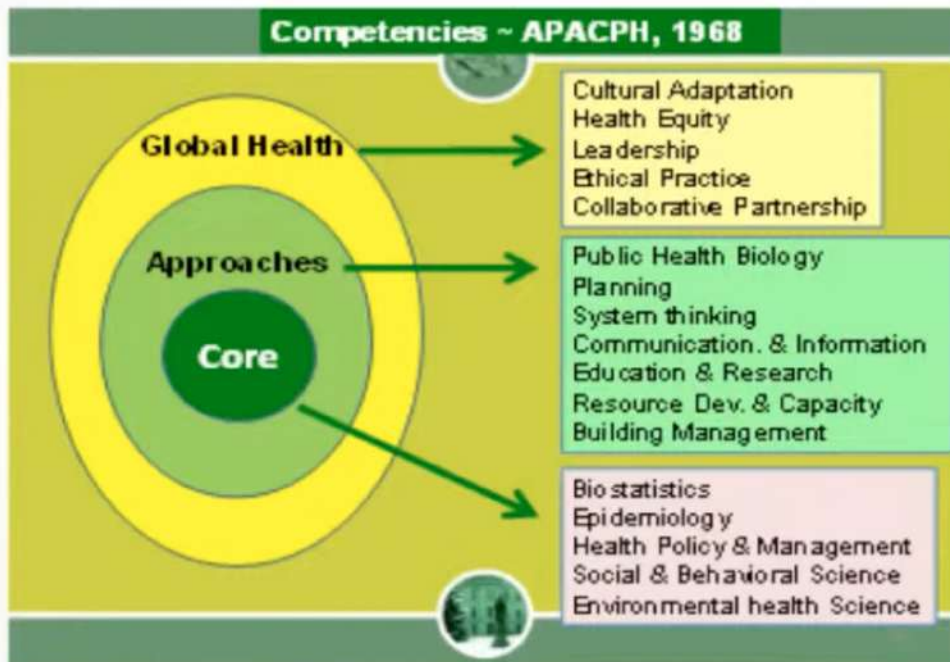 Competencies ~ APACPH, 1968
Global Health
Cultural Adaptation
Health Equity
Leadership
Ethical Practice
Collaborative Partnership
Approaches
Public Health Biology
Planning
System thinking
Communication. & Information
Education & Research
Resource Dev. & Capacity
Building Management
Core
Biostatistics
Epidemiology
Health Policy & Management
Social & Behavioral Science
Environmental health Science